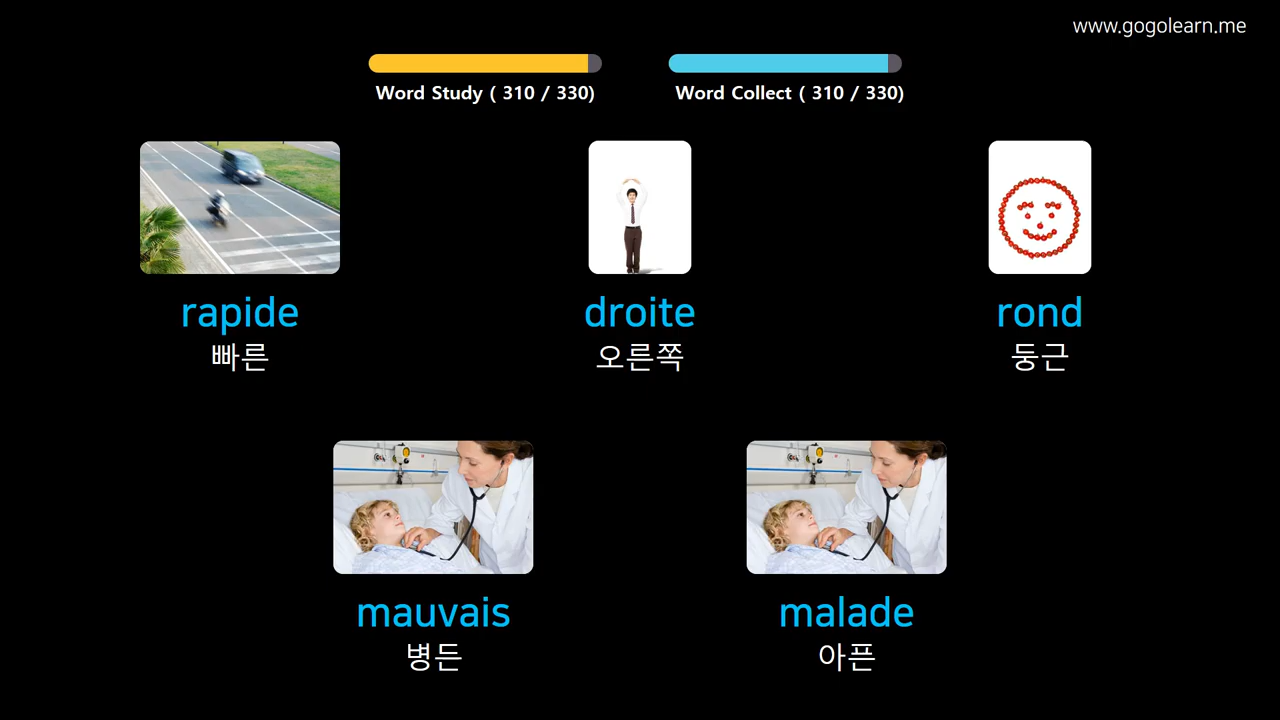 www.gogolearn.me
Word Study ( 310 / 330)
Word Collect ( 310 / 330)
rapide
빠른
droite
오른쪽
rond
둥근
mauvais
병든
malade
아픈